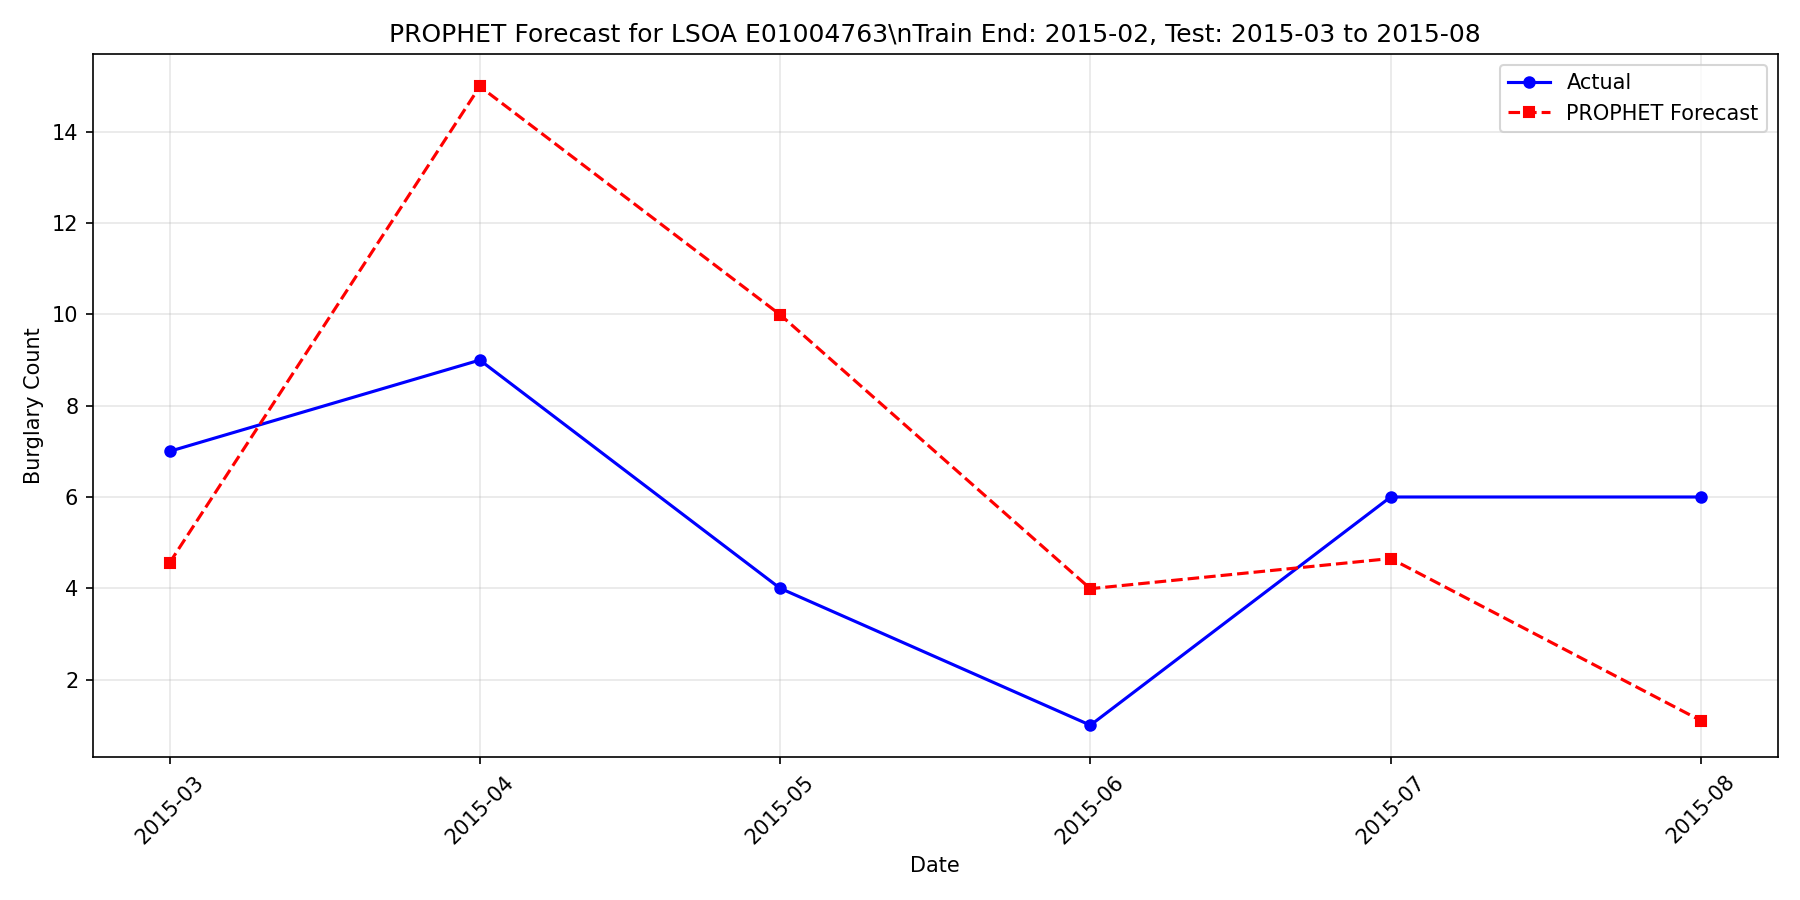 PROPHET Forecast for LSOA E01004763\nTrain End: 2015-02, Test: 2015-03 to 2015-08
Actual
PROPHET Forecast
Burglary Count
14
12
10
8
6
4
2
2015-03
2015-04
2015-05
2015-06
2015-07
2015-08
Date